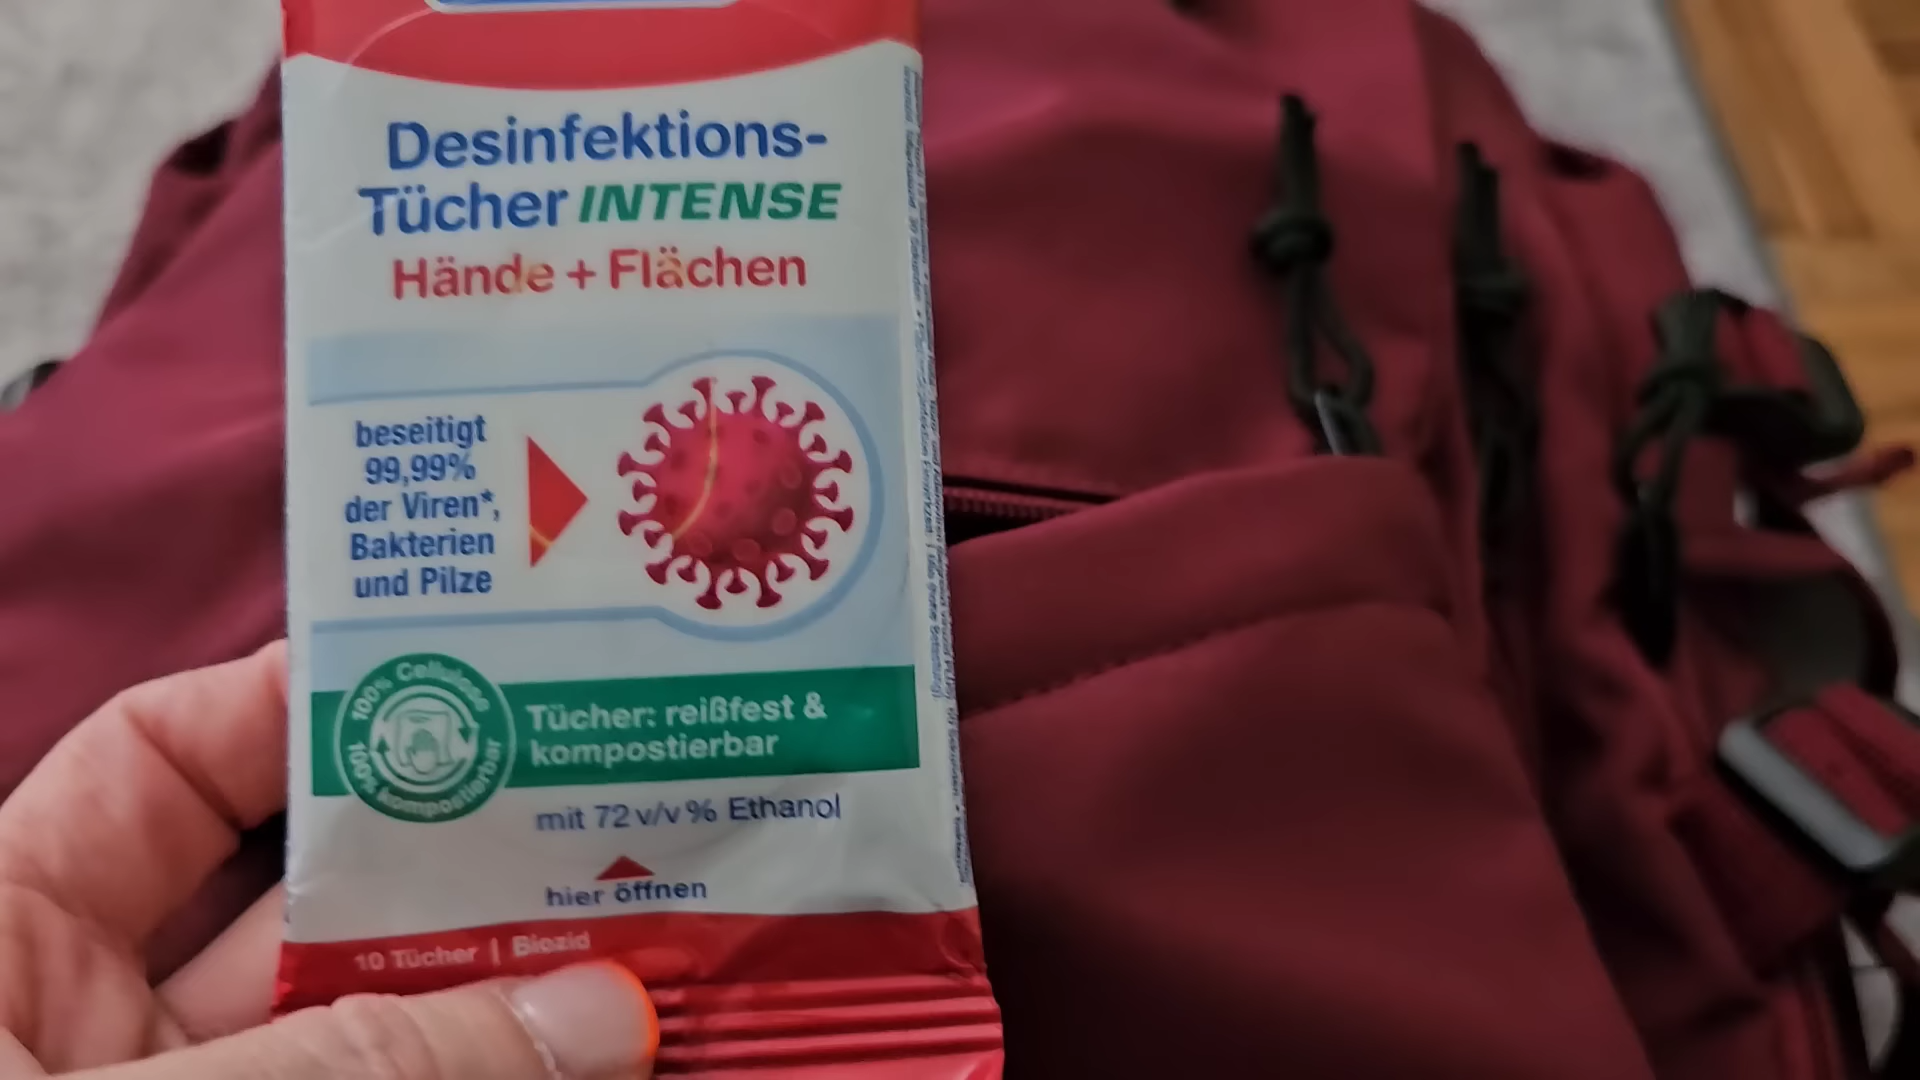 Desinfektions-
Tücher INTENSE
Hände + Flächen
beseitigt
99,99%
der Viren*,
Bakterien
und Pilze
100% Cellulose
100% kompostierbar
Tücher: reißfest &
kompostierbar
mit 72 v/v % Ethanol
hier öffnen
10 Tücher | Biozid